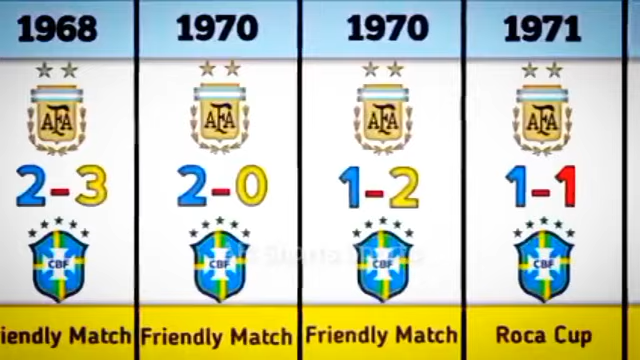 1968 1970 1970 1971
AFA AFA AFA AFA
2-3 2-0 1-2 1-1
CBF CBF CBF CBF
iendly Match Friendly Match Friendly Match Roca Cup